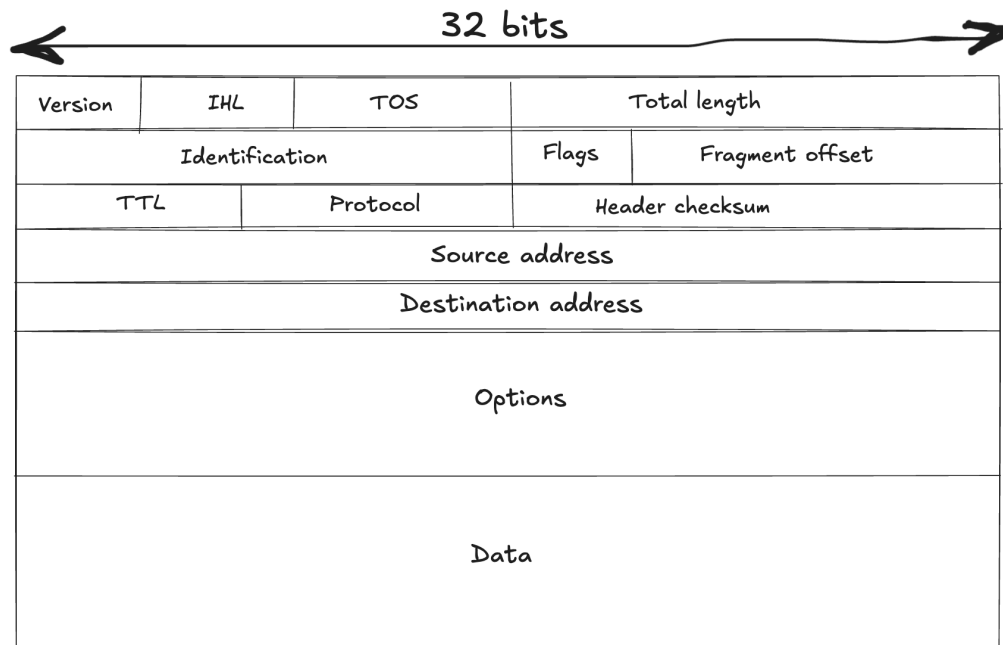 32 bits
Version IHL TOS Total length
Identification Flags Fragment offset
TTL Protocol Header checksum
Source address
Destination address
Options
Data